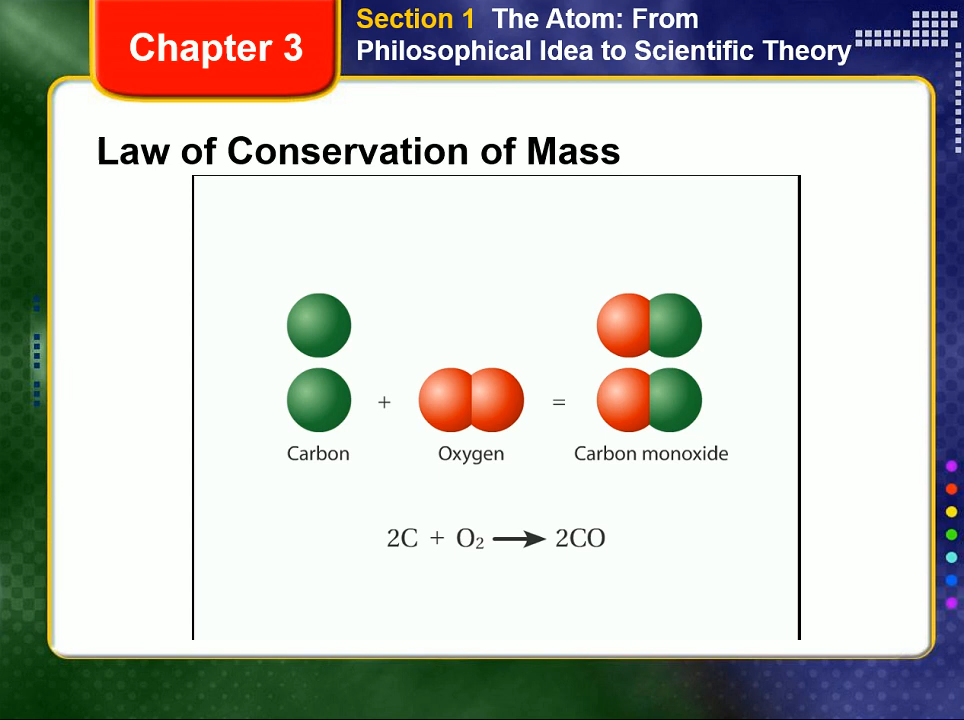 Chapter 3
Section 1 The Atom: From
Philosophical Idea to Scientific Theory
Law of Conservation of Mass
+ =
Carbon Oxygen Carbon monoxide
2C + O₂ ⟶ 2CO